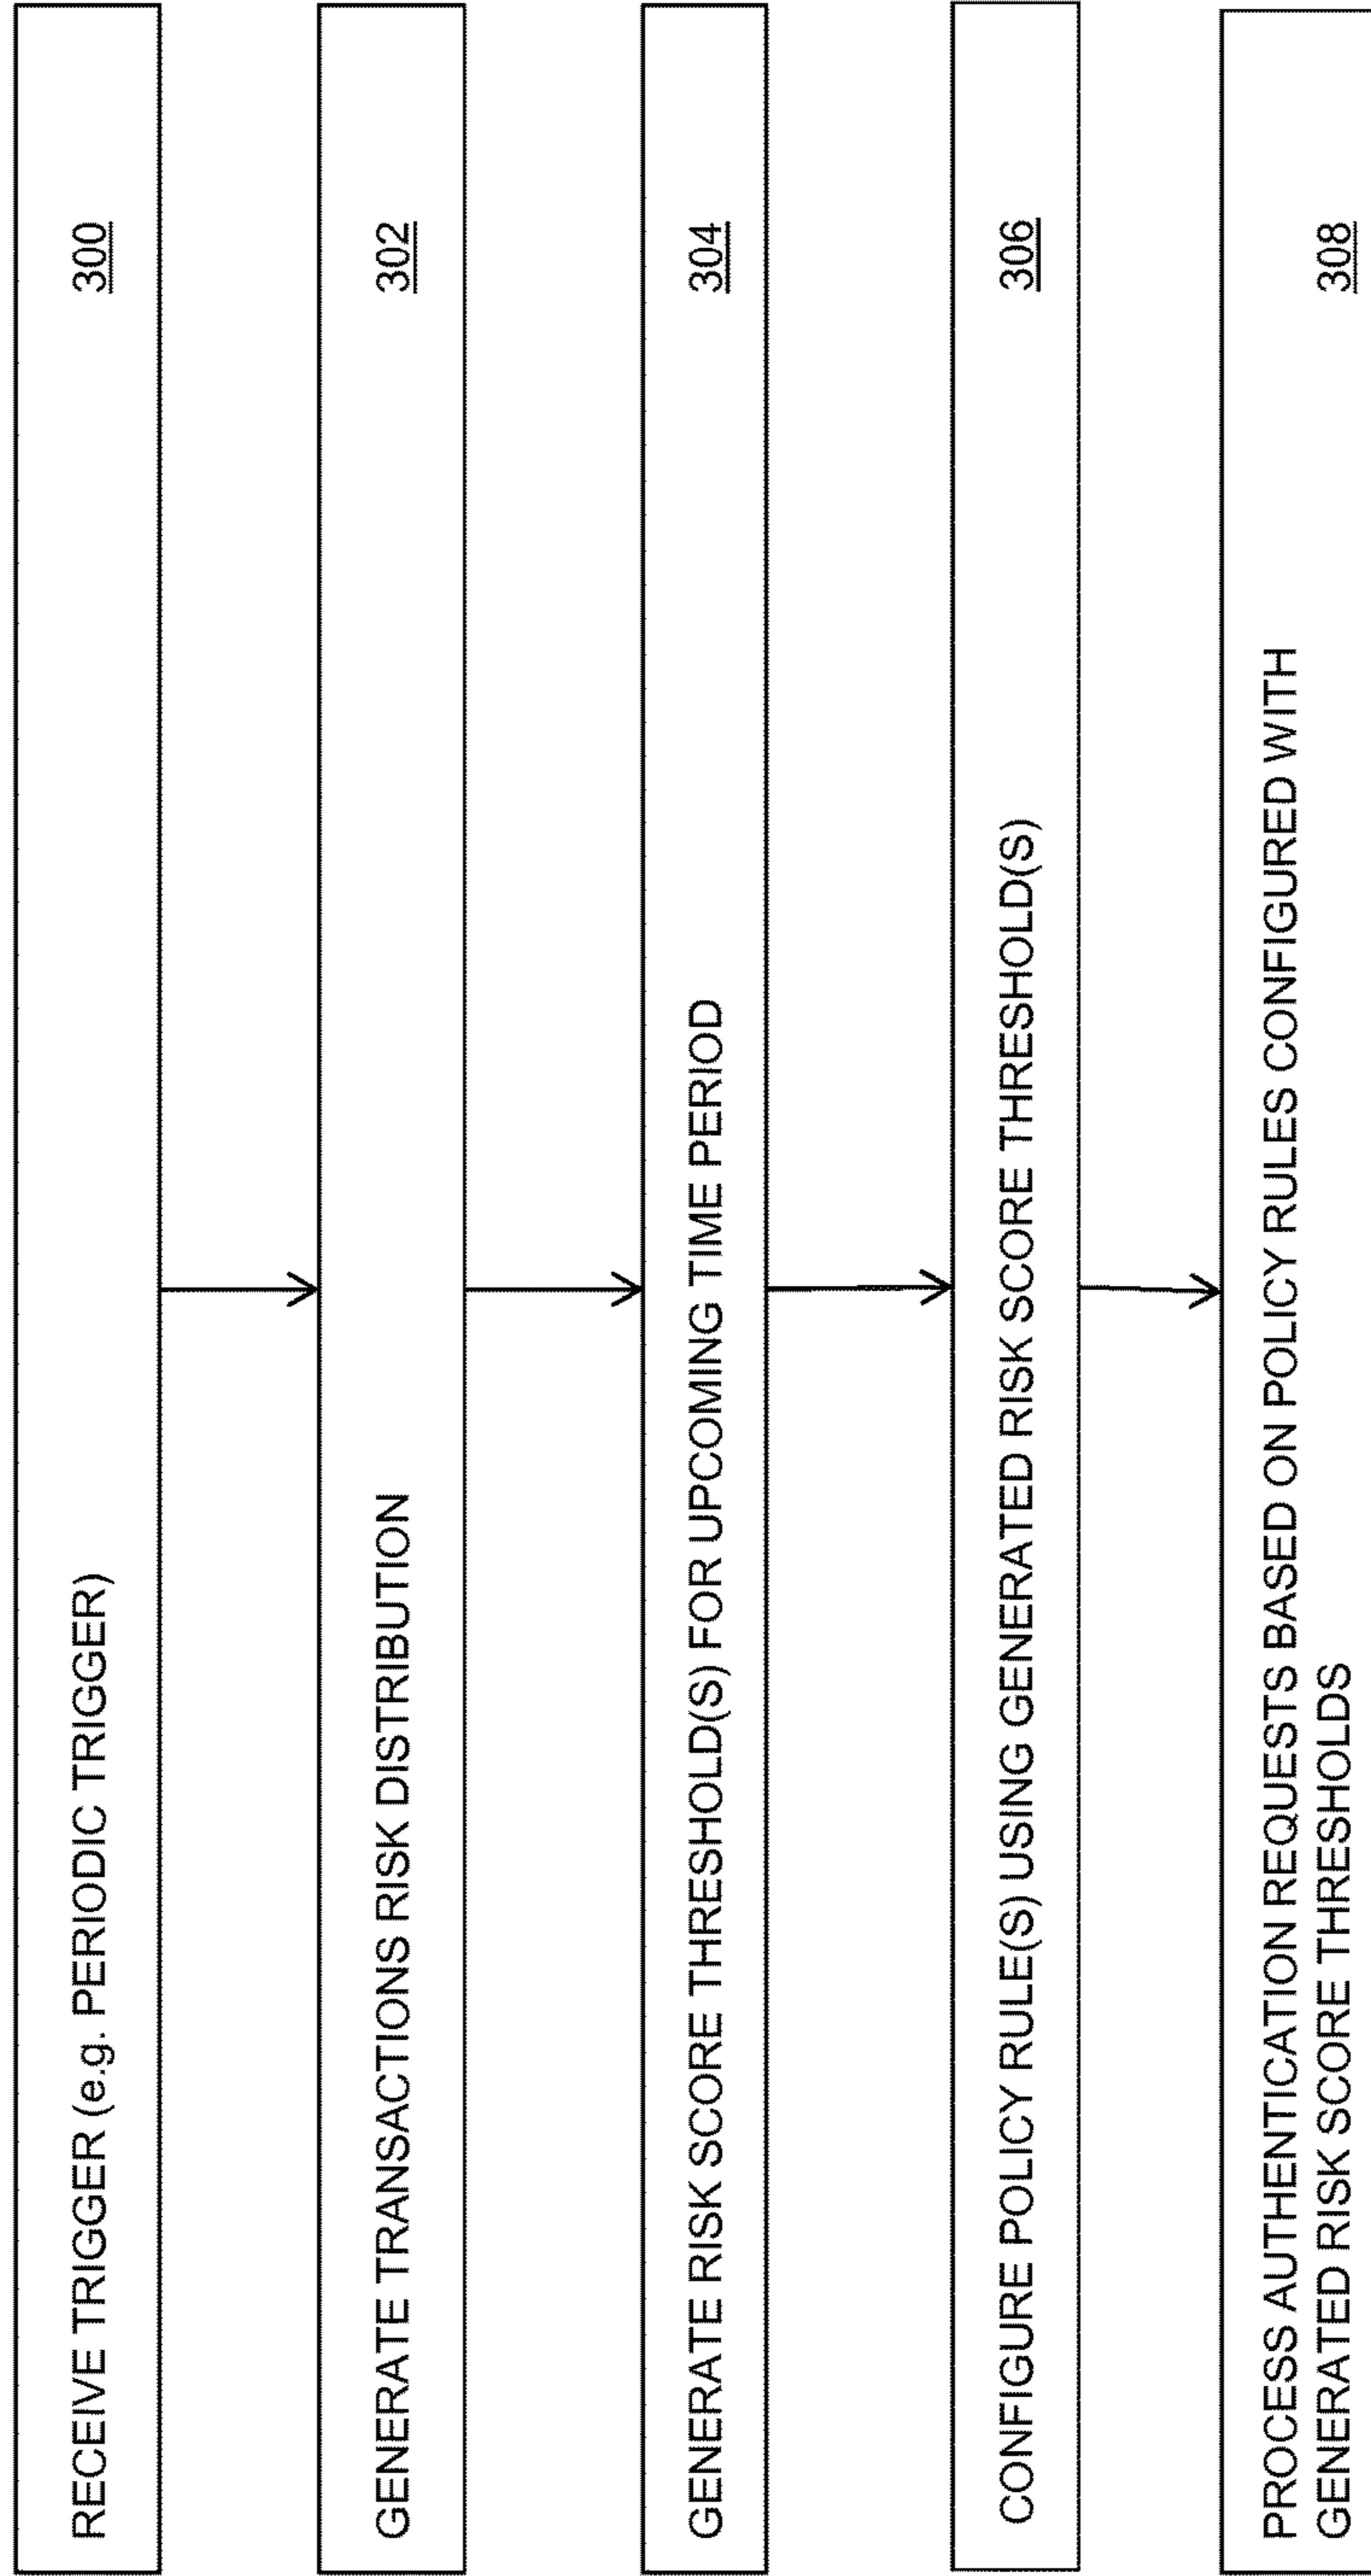 RECEIVE TRIGGER (e.g. PERIODIC TRIGGER)
300
GENERATE TRANSACTIONS RISK DISTRIBUTION
302
GENERATE RISK SCORE THRESHOLD(S) FOR UPCOMING TIME PERIOD
304
CONFIGURE POLICY RULE(S) USING GENERATED RISK SCORE THRESHOLD(S)
306
PROCESS AUTHENTICATION REQUESTS BASED ON POLICY RULES CONFIGURED WITH
GENERATED RISK SCORE THRESHOLDS
308